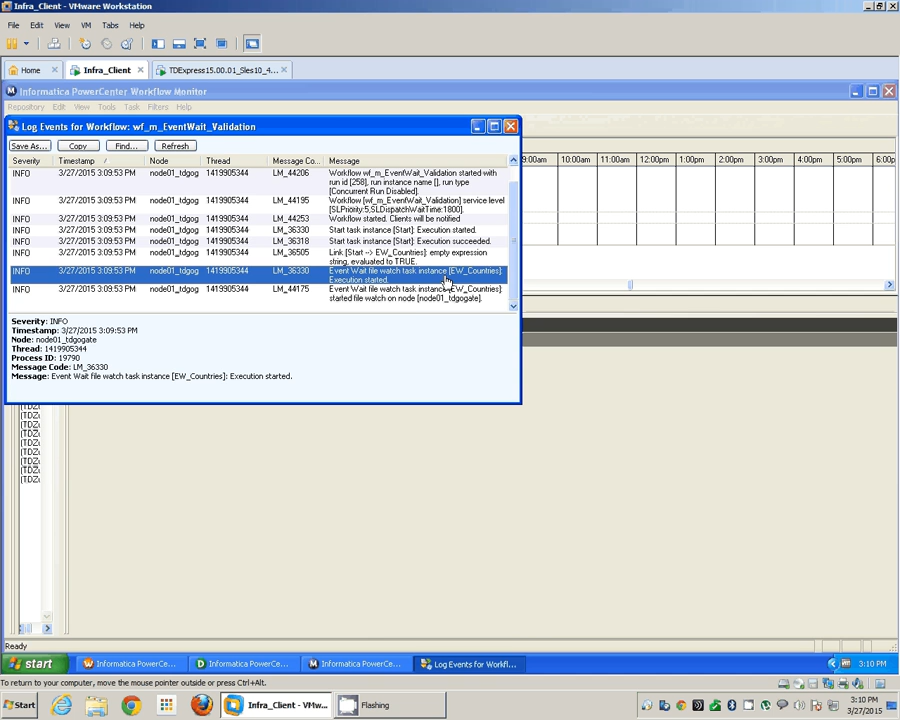 Infra_Client - VMware Workstation
File Edit View VM Tabs Help
Home Infra_Client TDExpress15.00.01_Sles10_4...
Informatica PowerCenter Workflow Monitor
Repository Edit View Tools Task Filters Help
Log Events for Workflow: wf_m_EventWait_Validation
Save As... Copy Find... Refresh
Severity Timestamp / Node Thread Message Co... Message
9:00am 10:00am 11:00am 12:00pm 1:00pm 2:00pm 3:00pm 4:00pm 5:00pm 6:00p
INFO 3/27/2015 3:09:53 PM node01_tdgog 1419905344 LM_44206 Workflow wf_m_EventWait_Validation started with
run id [258], run instance name [], run type
[Concurrent Run Disabled].
INFO 3/27/2015 3:09:53 PM node01_tdgog 1419905344 LM_44195 Workflow [wf_m_EventWait_Validation] service level
[SLPriority:5,SLDispatchWaitTime:1800].
INFO 3/27/2015 3:09:53 PM node01_tdgog 1419905344 LM_44253 Workflow started. Clients will be notified
INFO 3/27/2015 3:09:53 PM node01_tdgog 1419905344 LM_36330 Start task instance [Start]: Execution started.
INFO 3/27/2015 3:09:53 PM node01_tdgog 1419905344 LM_36318 Start task instance [Start]: Execution succeeded.
INFO 3/27/2015 3:09:53 PM node01_tdgog 1419905344 LM_36505 Link [Start --> EW_Countries]: empty expression
string, evaluated to TRUE.
INFO 3/27/2015 3:09:53 PM node01_tdgog 1419905344 LM_36330 Event Wait file watch task instance [EW_Countries]:
Execution started.
INFO 3/27/2015 3:09:53 PM node01_tdgog 1419905344 LM_44175 Event Wait file watch task instance [EW_Countries]:
started file watch on node [node01_tdgogate].
Severity: INFO
Timestamp: 3/27/2015 3:09:53 PM
Node: node01_tdgogate
Thread: 1419905344
Process ID: 19790
Message Code: LM_36330
Message: Event Wait file watch task instance [EW_Countries]: Execution started.
(TDZ
(TDZ
(TDZ
(TDZ
(TDZ
(TDZ
(TDZ
(TDZ
(TDZ
Ready
start Informatica PowerCe... Informatica PowerCe... Informatica PowerCe... Log Events for Workfl... 3:10 PM
To return to your computer, move the mouse pointer outside or press Ctrl+Alt.
Start Infra_Client - VMw... Flashing 3:10 PM
3/27/2015